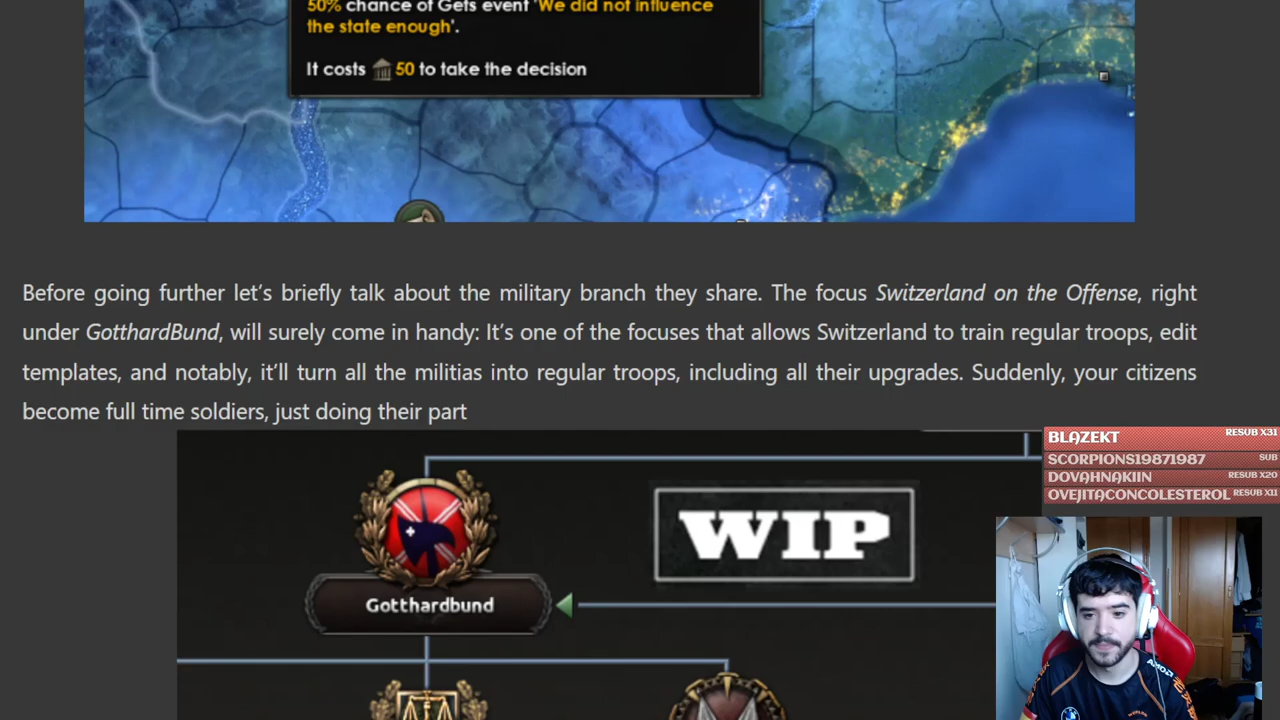 50% chance of Gets event 'We did not influence
the state enough'.
It costs 50 to take the decision
Before going further let's briefly talk about the military branch they share. The focus Switzerland on the Offense, right
under GotthardBund, will surely come in handy: It's one of the focuses that allows Switzerland to train regular troops, edit
templates, and notably, it'll turn all the militias into regular troops, including all their upgrades. Suddenly, your citizens
become full time soldiers, just doing their part
BLAZEKT RESUB X31
SCORPIONS19871987 SUB
DOVAHNAKIIN RESUB X20
OVEJITACONCOLESTEROL RESUB X11
WIP
Gotthardbund